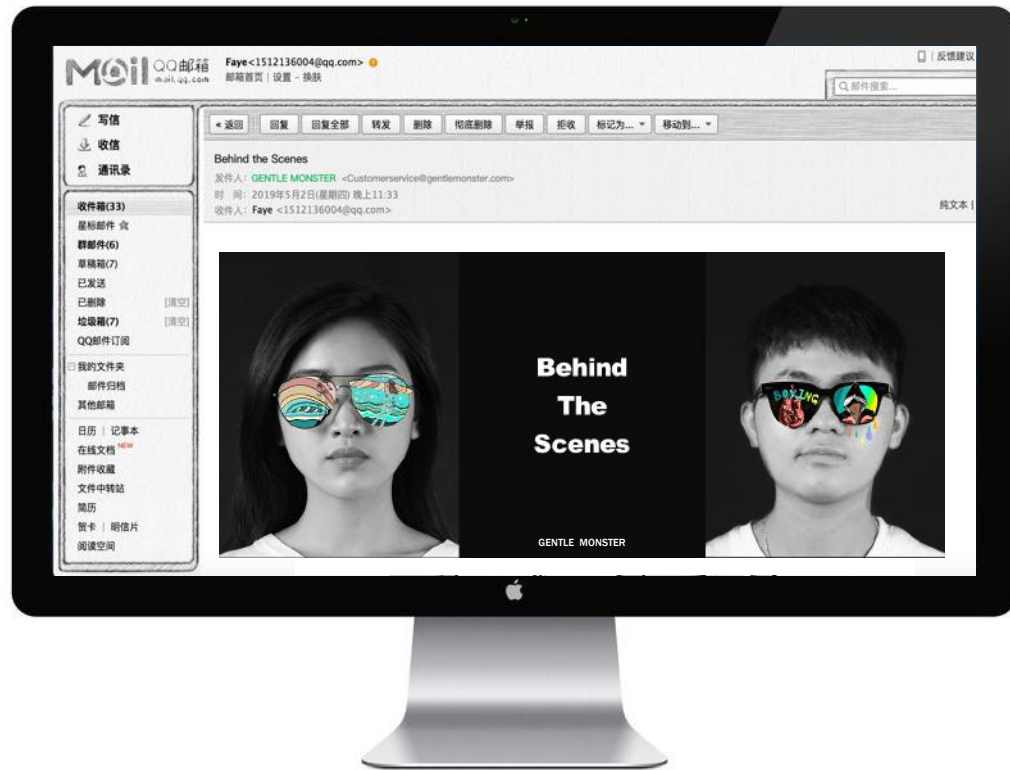 Mail QQ邮箱
mail.qq.com
Faye<1512136004@qq.com>
邮箱首页 | 设置 - 换肤
| 反馈建议
邮件搜索...
写信
收信
通讯录
« 返回 回复 回复全部 转发 删除 彻底删除 举报 拒收 标记为... 移动到...
Behind the Scenes
发件人: GENTLE MONSTER <Customerservice@gentlemonster.com>
时 间: 2019年5月2日(星期四) 晚上11:33
收件人: Faye <1512136004@qq.com>
纯文本 |
收件箱(33)
星标邮件
群邮件(6)
草稿箱(7)
已发送
已删除 [清空]
垃圾箱(7) [清空]
QQ邮件订阅
我的文件夹
邮件归档
其他邮箱
日历 | 记事本
在线文档 NEW
附件收藏
文件中转站
简历
贺卡 | 明信片
阅读空间
Behind
The
Scenes
GENTLE MONSTER
BOXING